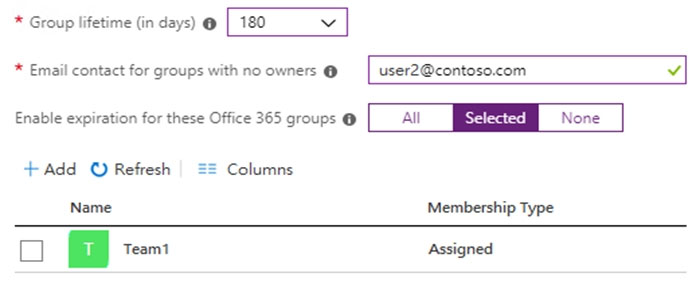 * Group lifetime (in days) 180
* Email contact for groups with no owners user2@contoso.com
Enable expiration for these Office 365 groups All Selected None
+ Add Refresh Columns
Name Membership Type
T Team1 Assigned